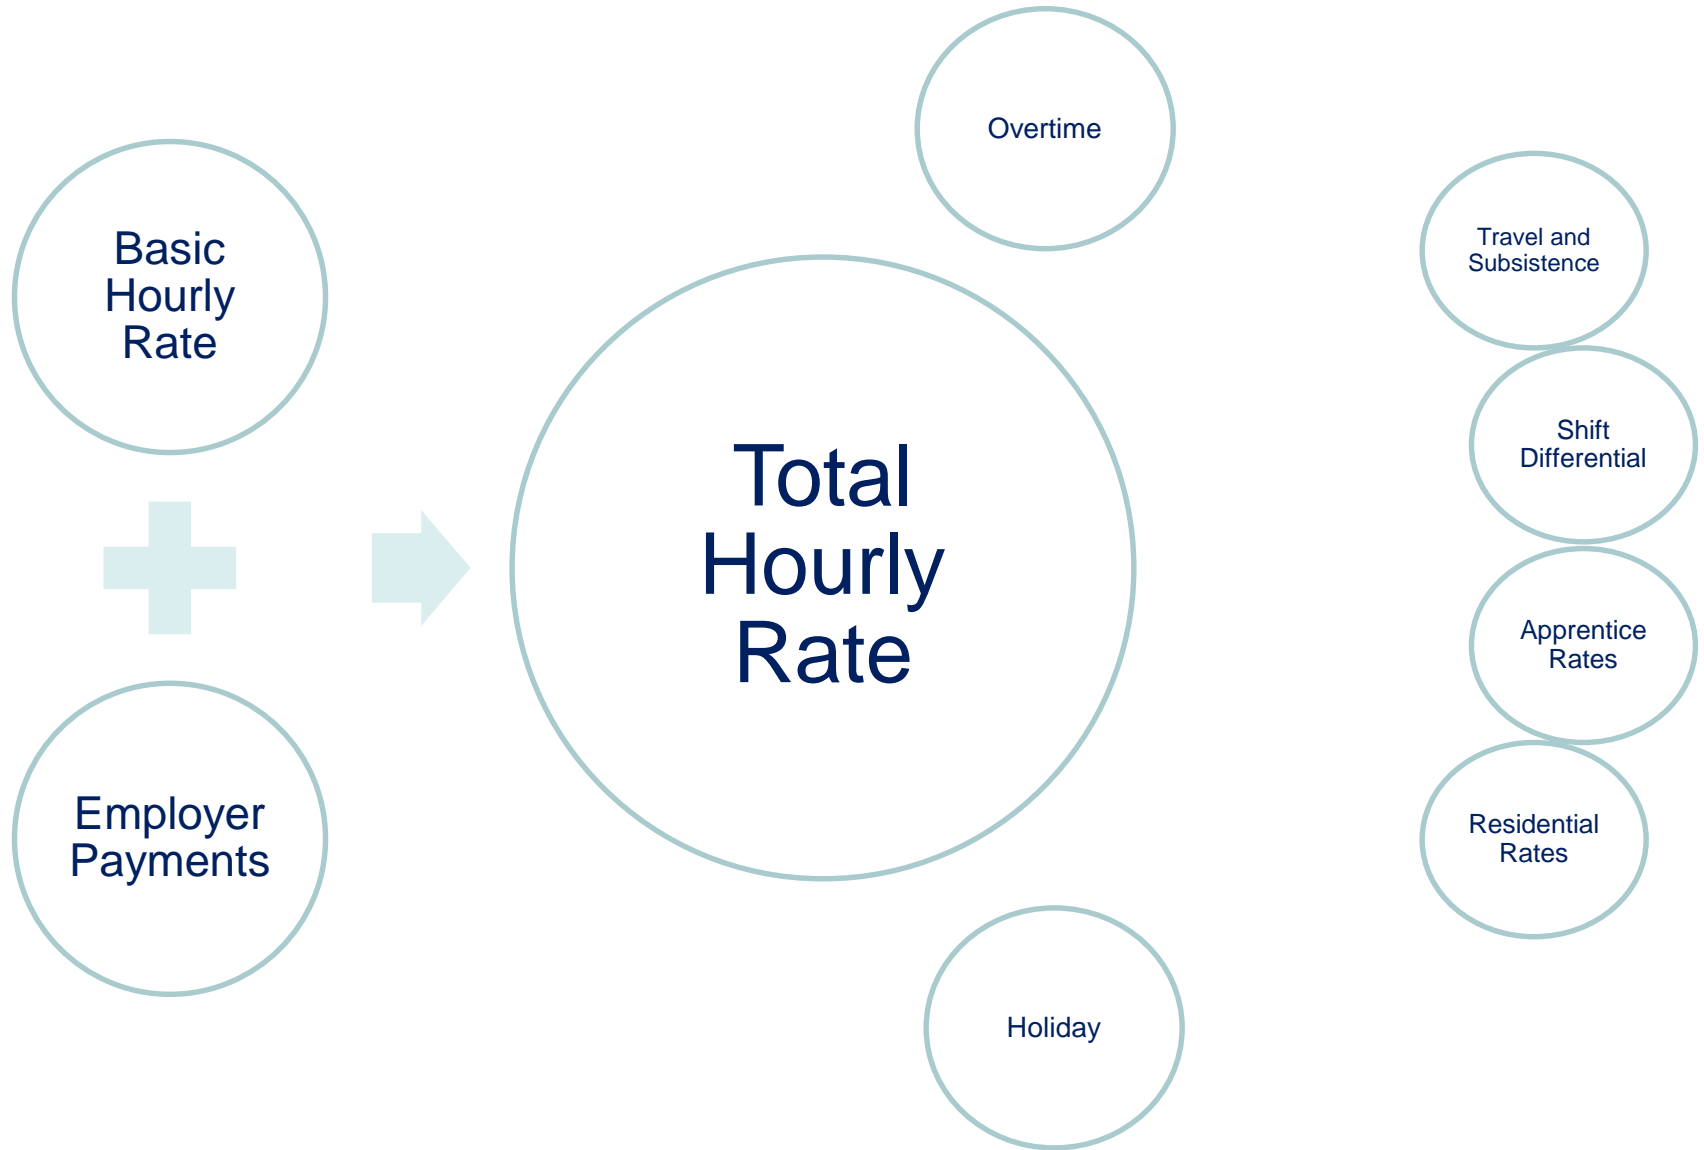 Basic
Hourly
Rate
Employer
Payments
Total
Hourly
Rate
Overtime
Holiday
Travel and
Subsistence
Shift
Differential
Apprentice
Rates
Residential
Rates